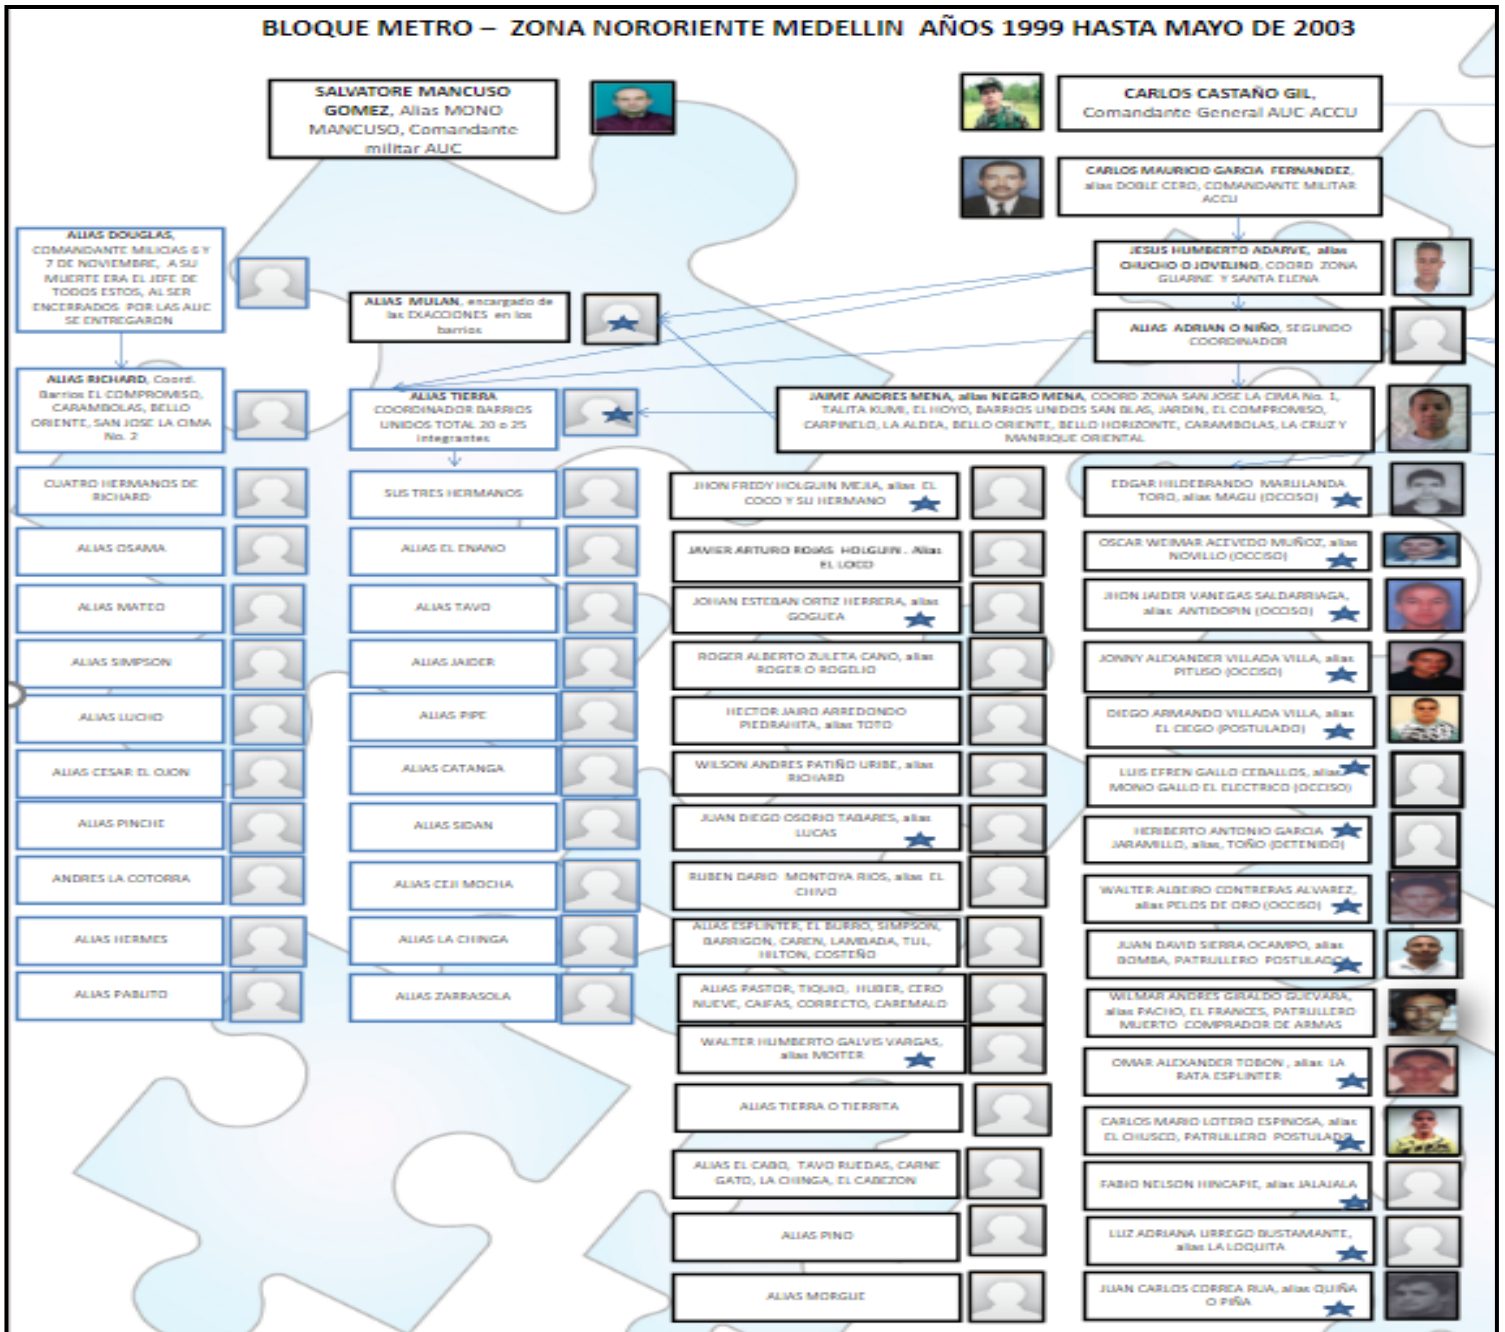 BLOQUE METRO – ZONA NORORIENTE MEDELLIN AÑOS 1999 HASTA MAYO DE 2003
SALVATORE MANCUSO
GOMEZ, Alias MONO
MANCUSO, Comandante
militar AUC
CARLOS CASTAÑO GIL,
Comandante General AUC-ACCU
CARLOS MAURICIO GARCIA FERNANDEZ,
alias DOBLE CERO, COMANDANTE MILITAR
ACCU
ALIAS DOUGLAS,
COMANDANTE MILICIAS 6 Y
7 DE NOVIEMBRE, A SU
MUERTE ERA EL JEFE DE
TODOS ESTOS, AL SER
ENCERRADOS POR LAS AUC
SE ENTREGARON
JESUS HUMBERTO ADARVE, alias
CHUCHO O JOVELINO, COORD ZONA
GUARNE Y SANTA ELENA
ALIAS MULAN, encargado de
las EXACCIONES en los
barrios
ALIAS ADRIAN O NIÑO, SEGUNDO
COORDINADOR
ALIAS RICHARD, Coord.
Barrios EL COMPROMISO,
CARAMBOLAS, BELLO
ORIENTE, SAN JOSE LA CIMA
No. 2
ALIAS TIERRA
COORDINADOR BARRIOS
UNIDOS TOTAL 20 o 25
integrantes
JAIME ANDRES MENA, alias NEGRO MENA, COORD ZONA SAN JOSE LA CIMA No. 1,
TALITA KUMI, EL HOYO, BARRIOS UNIDOS SAN BLAS, JARDIN, EL COMPROMISO,
CARPINELO, LA ALDEA, BELLO ORIENTE, BELLO HORIZONTE, CARAMBOLAS, LA CRUZ Y
MANRIQUE ORIENTAL
CUATRO HERMANOS DE
RICHARD
ALIAS OSAMA
ALIAS MATEO
ALIAS SIMPSON
ALIAS LUCHO
ALIAS CESAR EL OJON
ALIAS PINCHE
ANDRES LA COTORRA
ALIAS HERMES
ALIAS PABLITO
SUS TRES HERMANOS
ALIAS EL ENANO
ALIAS TAVO
ALIAS JAIDER
ALIAS PIPE
ALIAS CATANGA
ALIAS SIDAN
ALIAS CEJI MOCHA
ALIAS LA CHINGA
ALIAS ZARRASOLA
JHON FREDY HOLGUIN MEJIA, alias EL
COCO Y SU HERMANO
JAVIER ARTURO ROJAS HOLGUIN . Alias
EL LOCO
JOHAN ESTEBAN ORTIZ HERRERA, alias
GOGUEA
ROGER ALBERTO ZULETA CANO, alias
ROGER O ROGELIO
HECTOR JAIRO ARREDONDO
PIEDRAHITA, alias TOTO
WILSON ANDRES PATIÑO URIBE, alias
RICHARD
JUAN DIEGO OSORIO TABARES, alias
LUCAS
RUBEN DARIO MONTOYA RIOS, alias EL
CHIVO
ALIAS ESPLINTER, EL BURRO, SIMPSON,
BARRIGON, CAREN, LAMBADA, TUL,
HILTON, COSTEÑO
ALIAS PASTOR, TIQUIO, HUBER, CERO
NUEVE, CAIFAS, CORRECTO, CAREMALO
WALTER HUMBERTO GALVIS VARGAS,
alias MOITER
ALIAS TIERRA O TIERRITA
ALIAS EL CABO, TAVO RUEDAS, CARNE
GATO, LA CHINGA, EL CABEZON
ALIAS PINO
ALIAS MORGUE
EDGAR HILDEBRANDO MARULANDA
TORO, alias MAGU (OCCISO)
OSCAR WEIMAR ACEVEDO MUÑOZ, alias
NOVILLO (OCCISO)
JHON JAIDER VANEGAS SALDARRIAGA,
alias ANTIDOPIN (OCCISO)
JONNY ALEXANDER VILLADA VILLA, alias
PITUSO (OCCISO)
DIEGO ARMANDO VILLADA VILLA, alias
EL CIEGO (POSTULADO)
LUIS EFREN GALLO CEBALLOS, alias
MONO GALLO EL ELECTRICO (OCCISO)
HERIBERTO ANTONIO GARCIA
JARAMILLO, alias, TOÑO (DETENIDO)
WALTER ALBEIRO CONTRERAS ALVAREZ,
alias PELOS DE ORO (OCCISO)
JUAN DAVID SIERRA OCAMPO, alias
BOMBA, PATRULLERO POSTULADO
WILMAR ANDRES GIRALDO GUEVARA,
alias PACHO, EL FRANCES, PATRULLERO
MUERTO COMPRADOR DE ARMAS
OMAR ALEXANDER TOBON , alias LA
RATA ESPLINTER
CARLOS MARIO LOTERO ESPINOSA, alias
EL CHUSCO, PATRULLERO POSTULADO
FABIO NELSON HINCAPIE, alias JALAJALA
LUZ ADRIANA URREGO BUSTAMANTE,
alias LA LOQUITA
JUAN CARLOS CORREA RUA, alias QUIÑA
O PIÑA